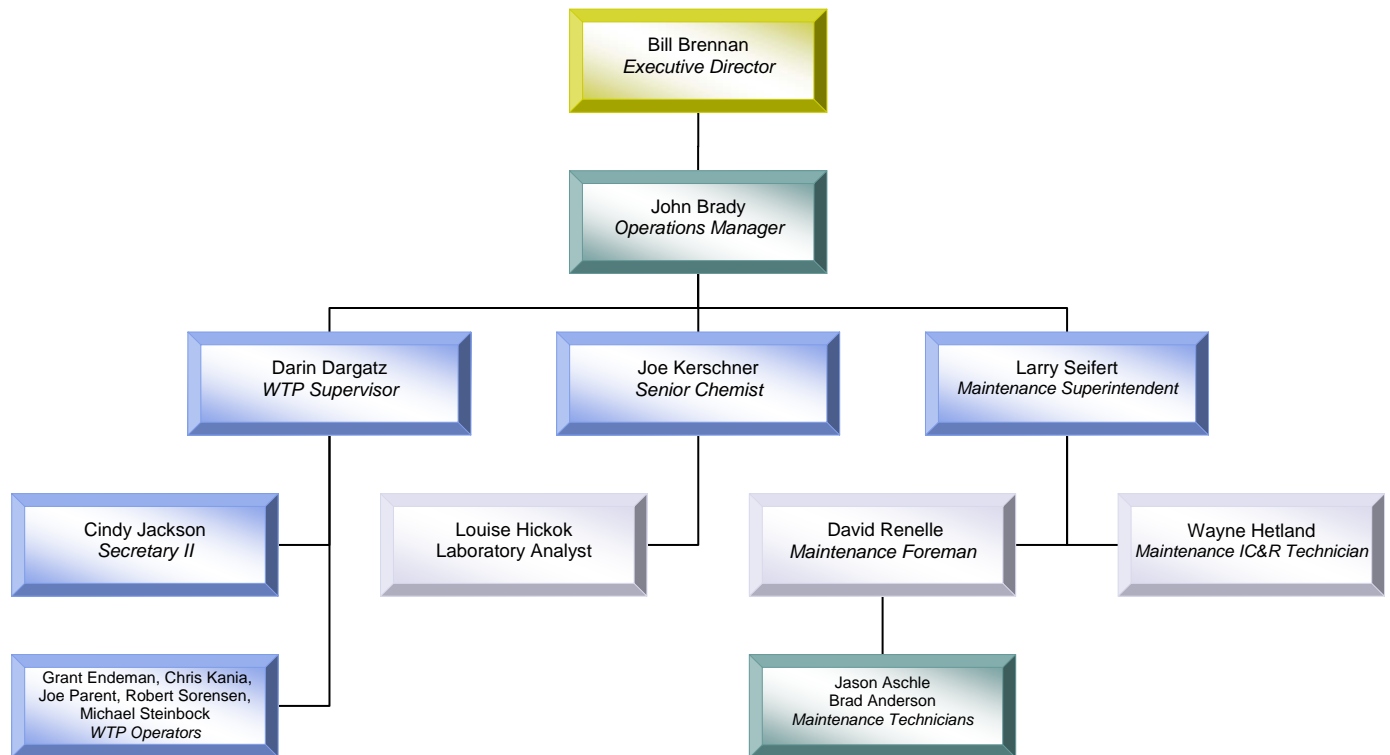 Bill Brennan
Executive Director
John Brady
Operations Manager
Darin Dargatz
WTP Supervisor
Joe Kerschner
Senior Chemist
Larry Seifert
Maintenance Superintendent
Cindy Jackson
Secretary II
Louise Hickok
Laboratory Analyst
David Renelle
Maintenance Foreman
Wayne Hetland
Maintenance IC&R Technician
Grant Endeman, Chris Kania,
Joe Parent, Robert Sorensen,
Michael Steinbock
WTP Operators
Jason Aschle
Brad Anderson
Maintenance Technicians